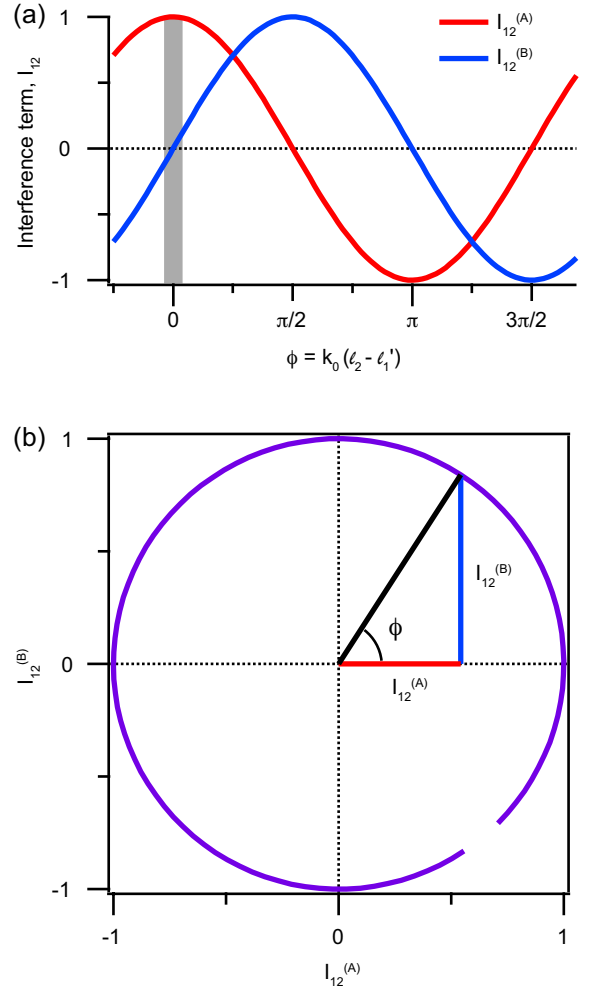 (a)
I₁₂⁽ᴬ⁾
I₁₂⁽ᴮ⁾
Interference term, I₁₂
1
0
-1
0
π/2
π
3π/2
ϕ = k₀(ℓ₂ - ℓ₁')
(b)
I₁₂⁽ᴮ⁾
1
0
-1
I₁₂⁽ᴮ⁾
ϕ
I₁₂⁽ᴬ⁾
-1
0
1
I₁₂⁽ᴬ⁾